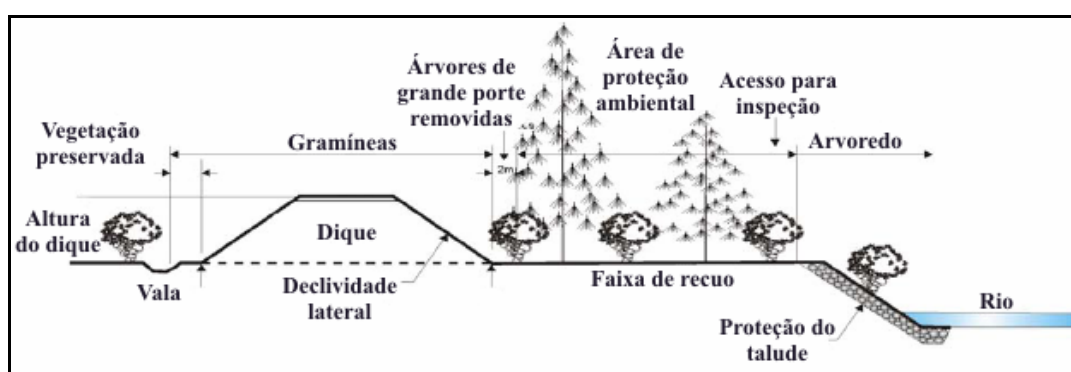 Vegetação
preservada
Gramíneas
Árvores de
grande porte
removidas
2m
Área de
proteção
ambiental
Acesso para
inspeção
Arvoredo
Altura
do dique
Vala
Dique
Declividade
lateral
Faixa de recuo
Proteção do
talude
Rio